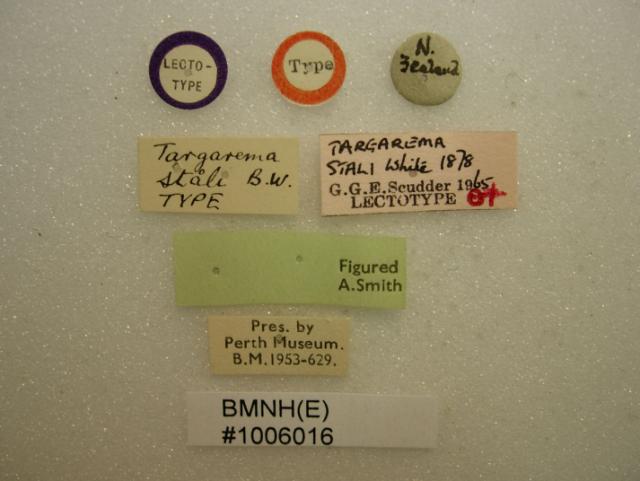 LECTO-
TYPE
Type
N.
Zealand
Targarema
stali B.W.
TYPE
TARGAREMA
STALI White 1878
G.G.E.Scudder 1965
LECTOTYPE ♀
Figured
A.Smith
Pres. by
Perth Museum.
B.M.1953-629.
BMNH(E)
#1006016